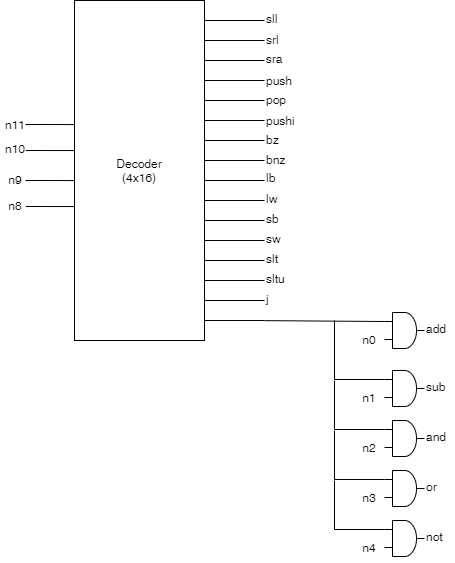 sll
srl
sra
push
pop
pushi
bz
bnz
lb
lw
sb
sw
slt
sltu
j
n11
n10
n9
n8
Decoder
(4x16)
n0
add
n1
sub
n2
and
n3
or
n4
not